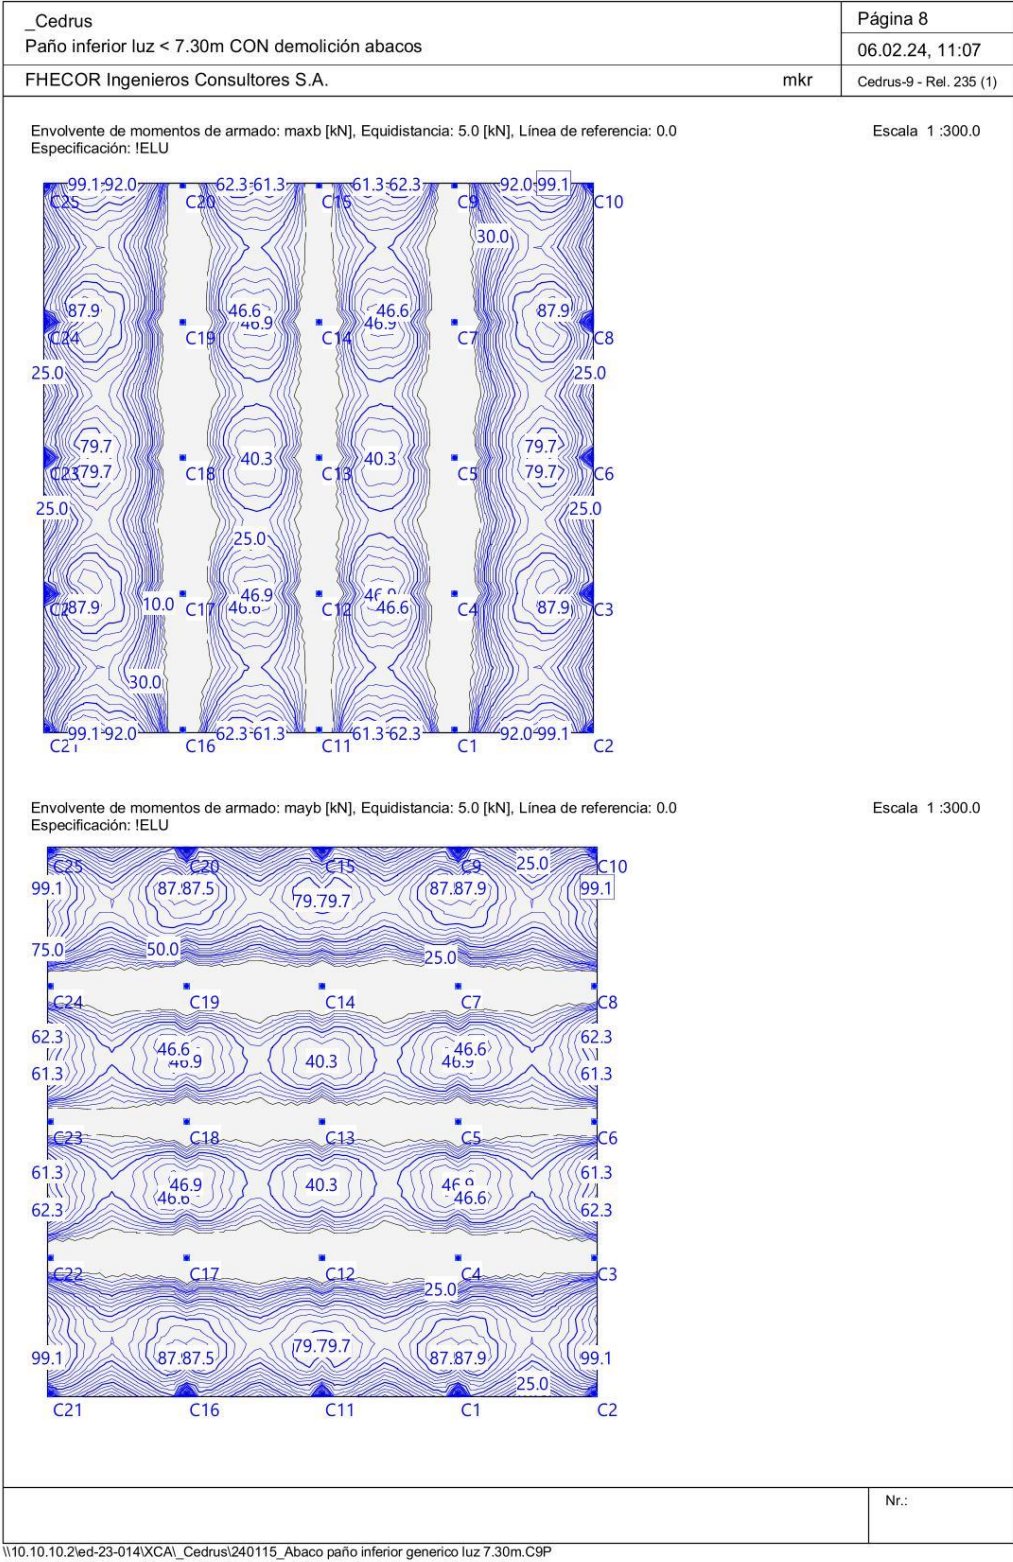 _Cedrus
Página 8
Paño inferior luz < 7.30m CON demolición abacos
06.02.24, 11:07
FHECOR Ingenieros Consultores S.A.
mkr
Cedrus-9 - Rel. 235 (1)
Envolvente de momentos de armado: maxb [kN], Equidistancia: 5.0 [kN], Línea de referencia: 0.0
Escala 1 :300.0
Especificación: !ELU
99.1 92.0 62.3 61.3 61.3 62.3 92.0 99.1
C25 C20 C15 C9 C10
30.0
87.9 46.6 46.6 87.9
46.9 46.9
C24 C19 C14 C7 C8
25.0 25.0
79.7 40.3 40.3 79.7
C23 79.7 C18 C13 C5 79.7 C6
25.0 25.0
25.0
46.9
87.9 10.0 C17 46.6 C12 46.6 C4 87.9 C3
30.0
99.1 92.0 62.3 61.3 61.3 62.3 92.0 99.1
C21 C16 C11 C1 C2
Envolvente de momentos de armado: mayb [kN], Equidistancia: 5.0 [kN], Línea de referencia: 0.0
Escala 1 :300.0
Especificación: !ELU
C25 C20 C15 C9 25.0 C10
99.1 87.5 87.9 99.1
79.7
75.0 50.0 25.0
C24 C19 C14 C7 C8
62.3 46.6 46.6 62.3
46.9 40.3 46.9
61.3 61.3
C23 C18 C13 C5 C6
61.3 46.9 40.3 61.3
62.3 46.6 46.6 62.3
C22 C17 C12 C4 C3
25.0
79.7
99.1 87.5 87.9 99.1
25.0
C21 C16 C11 C1 C2
Nr.:
\\10.10.10.2\ed-23-014\XCA\_Cedrus\240115_Abaco paño inferior generico luz 7.30m.C9P